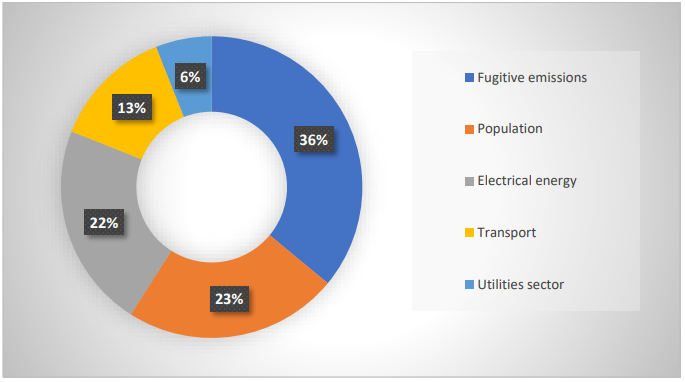 6%
13%
36%
22%
23%
Fugitive emissions
Population
Electrical energy
Transport
Utilities sector